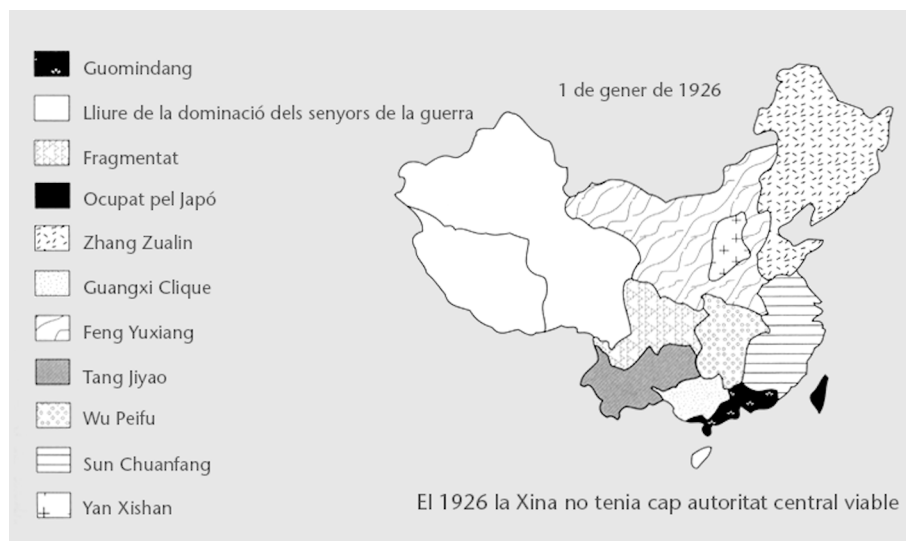 Guomindang
1 de gener de 1926
Lliure de la dominació dels senyors de la guerra
Fragmentat
Ocupat pel Japó
Zhang Zualin
Guangxi Clique
Feng Yuxiang
Tang Jiyao
Wu Peifu
Sun Chuanfang
Yan Xishan
El 1926 la Xina no tenia cap autoritat central viable